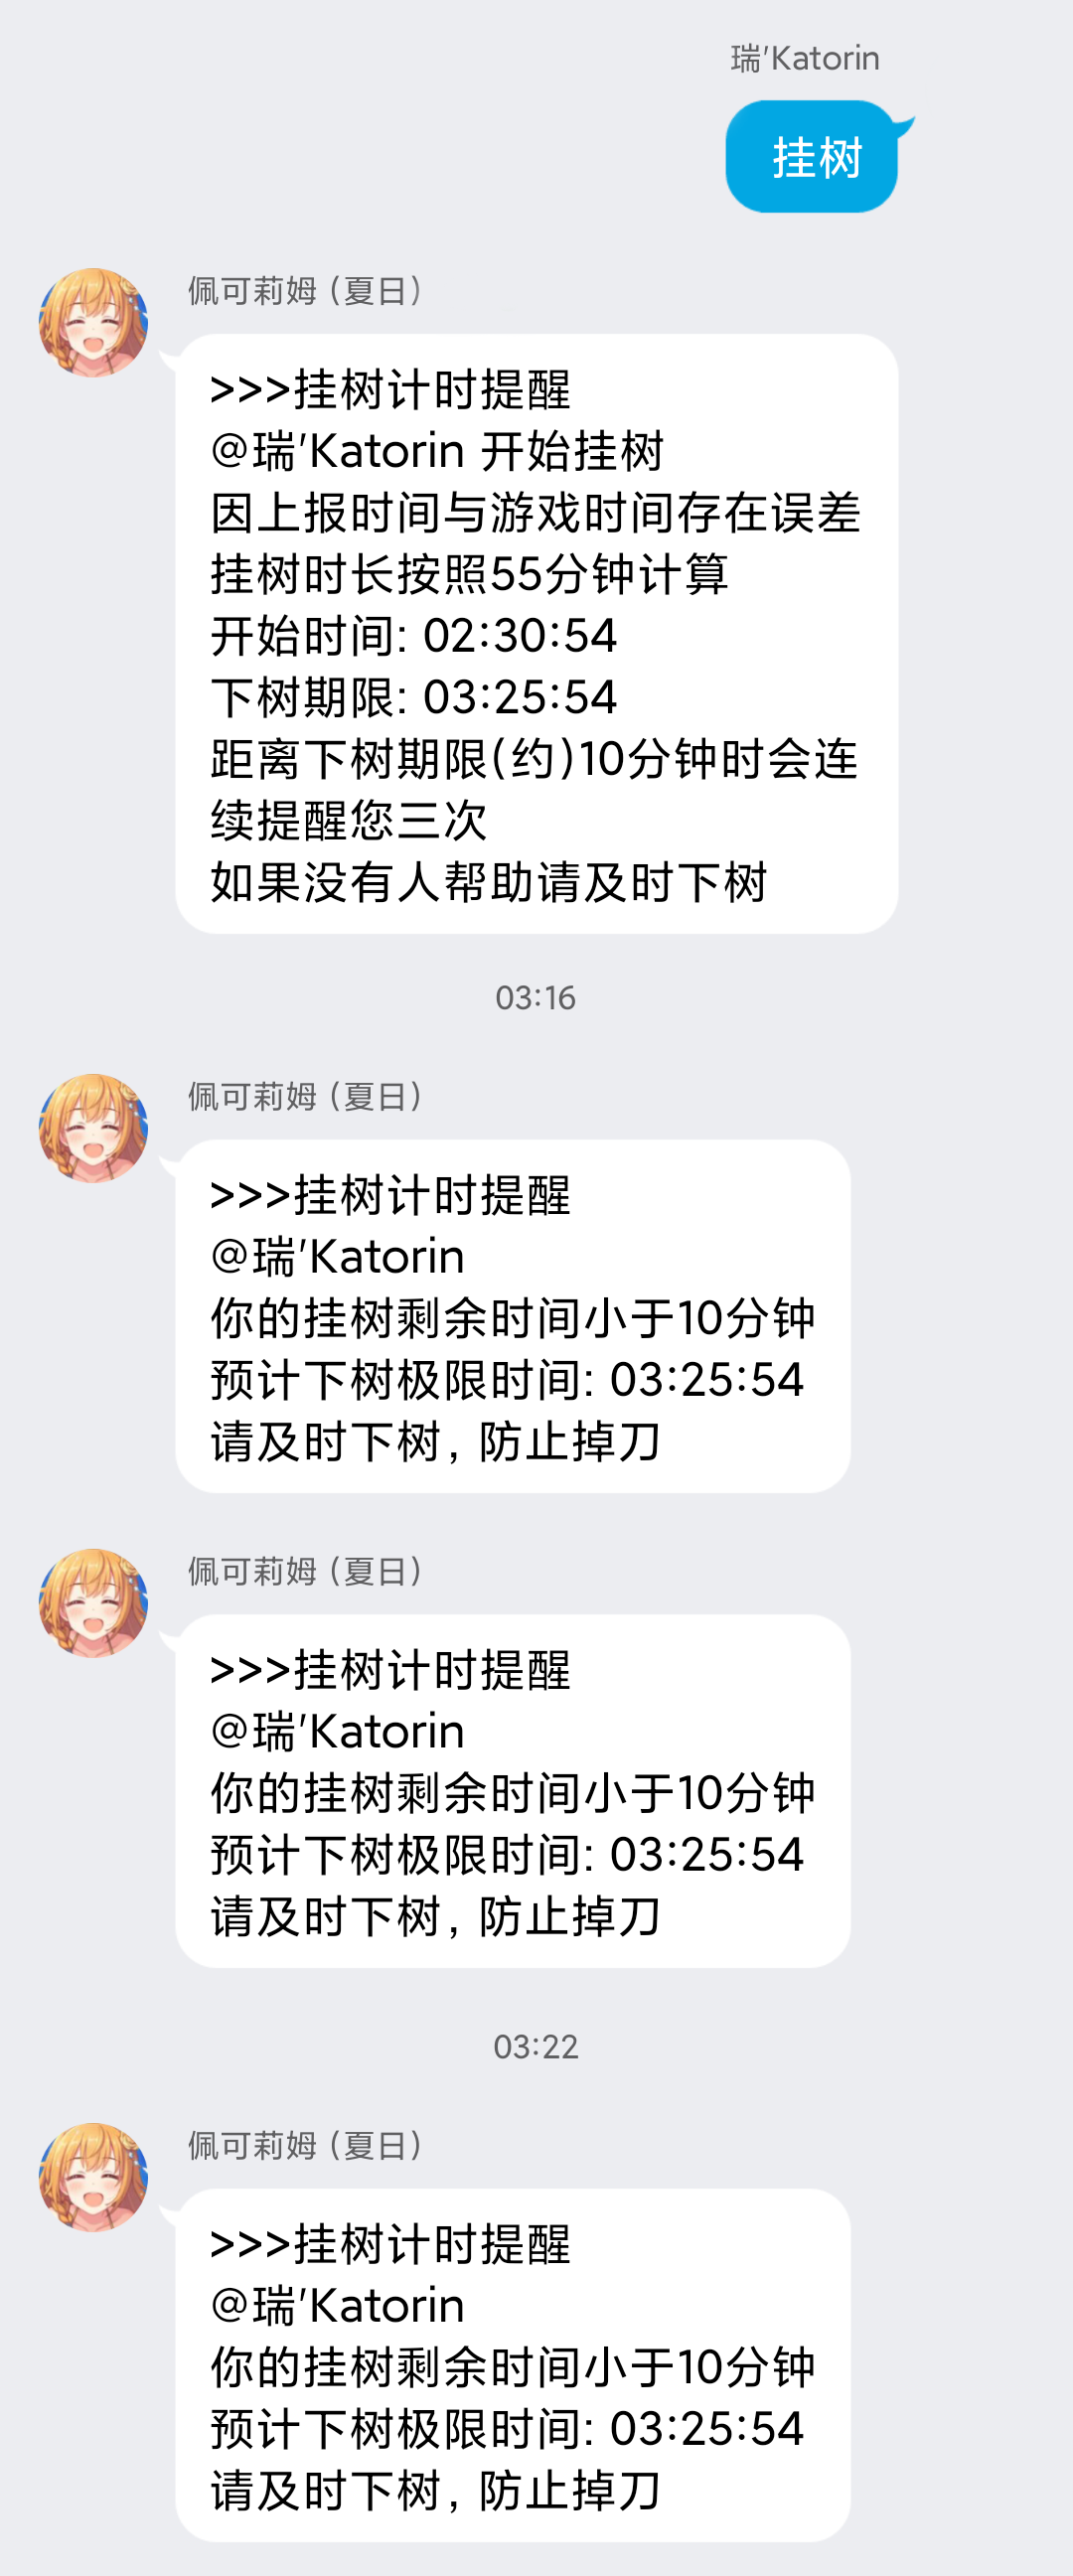 瑞'Katorin
挂树
佩可莉姆（夏日）
>>>挂树计时提醒
@瑞'Katorin 开始挂树
因上报时间与游戏时间存在误差
挂树时长按照55分钟计算
开始时间: 02:30:54
下树期限: 03:25:54
距离下树期限(约)10分钟时会连
续提醒您三次
如果没有人帮助请及时下树
03:16
佩可莉姆（夏日）
>>>挂树计时提醒
@瑞'Katorin
你的挂树剩余时间小于10分钟
预计下树极限时间: 03:25:54
请及时下树, 防止掉刀
佩可莉姆（夏日）
>>>挂树计时提醒
@瑞'Katorin
你的挂树剩余时间小于10分钟
预计下树极限时间: 03:25:54
请及时下树, 防止掉刀
03:22
佩可莉姆（夏日）
>>>挂树计时提醒
@瑞'Katorin
你的挂树剩余时间小于10分钟
预计下树极限时间: 03:25:54
请及时下树, 防止掉刀